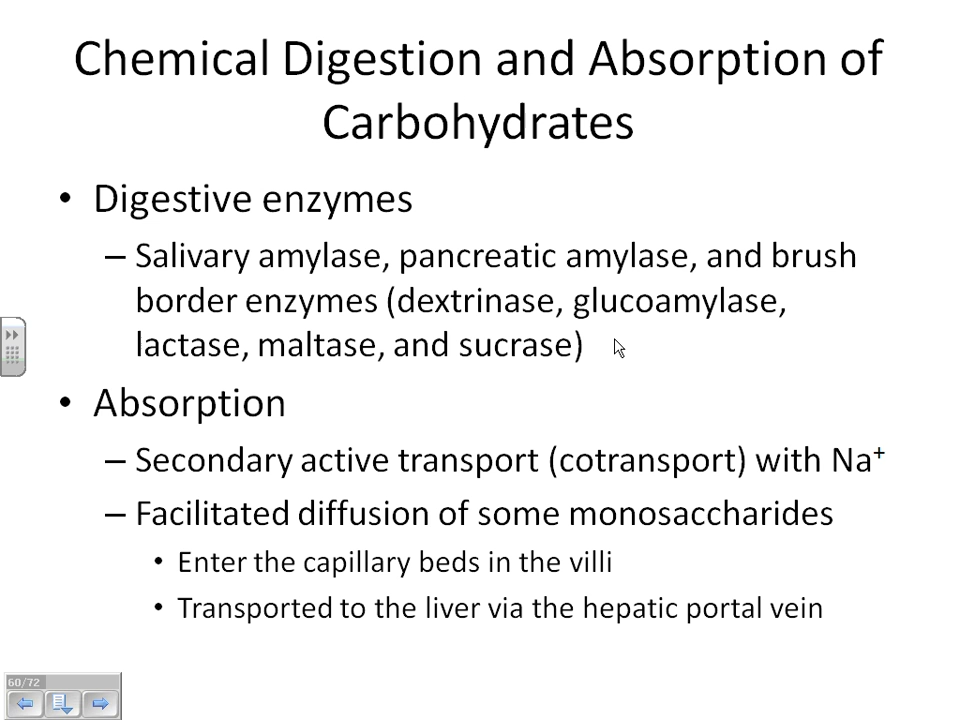 Chemical Digestion and Absorption of
Carbohydrates
• Digestive enzymes
– Salivary amylase, pancreatic amylase, and brush
border enzymes (dextrinase, glucoamylase,
lactase, maltase, and sucrase)
• Absorption
– Secondary active transport (cotransport) with Na⁺
– Facilitated diffusion of some monosaccharides
• Enter the capillary beds in the villi
• Transported to the liver via the hepatic portal vein
60/72